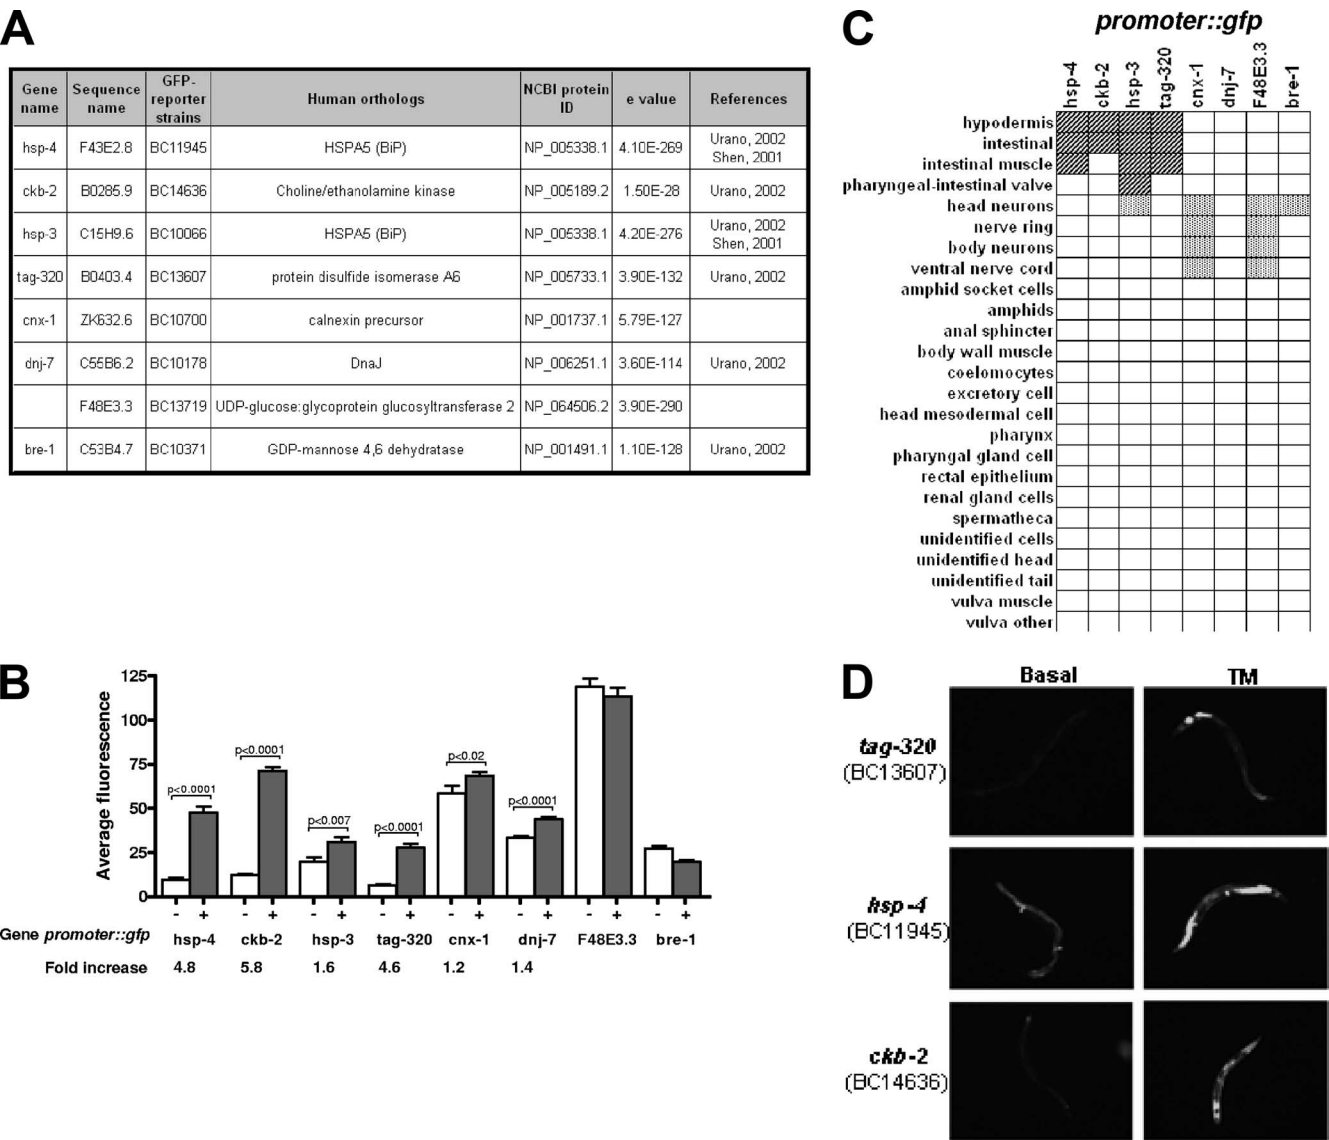 A
Gene name Sequence name GFP-reporter strains Human orthologs NCBI protein ID e value References
hsp-4 F43E2.8 BC11945 HSPA5 (BiP) NP_005338.1 4.10E-269 Urano, 2002 Shen, 2001
ckb-2 B0285.9 BC14636 Choline/ethanolamine kinase NP_005189.2 1.50E-28 Urano, 2002
hsp-3 C15H9.6 BC10066 HSPA5 (BiP) NP_005338.1 4.20E-276 Urano, 2002 Shen, 2001
tag-320 B0403.4 BC13607 protein disulfide isomerase A6 NP_005733.1 3.90E-132 Urano, 2002
cnx-1 ZK632.6 BC10700 calnexin precursor NP_001737.1 5.79E-127
dnj-7 C55B6.2 BC10178 DnaJ NP_006251.1 3.60E-114 Urano, 2002
F48E3.3 BC13719 UDP-glucose:glycoprotein glucosyltransferase 2 NP_064506.2 3.90E-290
bre-1 C53B4.7 BC10371 GDP-mannose 4,6 dehydratase NP_001491.1 1.10E-128 Urano, 2002
B
Average fluorescence
125
100
75
50
25
0
p<0.0001
p<0.0001
p<0.007
p<0.0001
p<0.02
p<0.0001
- + - + - + - + - + - + - + - +
Gene promoter::gfp hsp-4 ckb-2 hsp-3 tag-320 cnx-1 dnj-7 F48E3.3 bre-1
Fold increase 4.8 5.8 1.6 4.6 1.2 1.4
C
promoter::gfp
hsp-4 ckb-2 hsp-3 tag-320 cnx-1 dnj-7 F48E3.3 bre-1
hypodermis
intestinal
intestinal muscle
pharyngeal-intestinal valve
head neurons
nerve ring
body neurons
ventral nerve cord
amphid socket cells
amphids
anal sphincter
body wall muscle
coelomocytes
excretory cell
head mesodermal cell
pharynx
pharyngal gland cell
rectal epithelium
renal gland cells
spermatheca
unidentified cells
unidentified head
unidentified tail
vulva muscle
vulva other
D
Basal TM
tag-320
(BC13607)
hsp-4
(BC11945)
ckb-2
(BC14636)